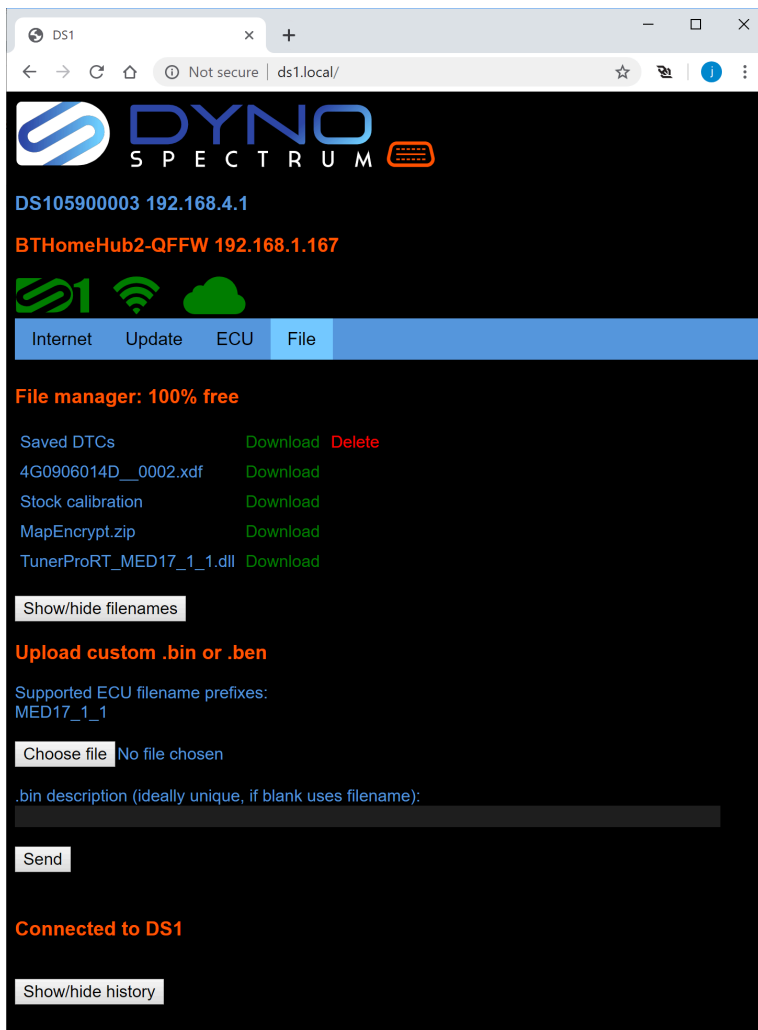 DS1
Not secure | ds1.local/
j
DYNO
SPECTRUM
DS105900003 192.168.4.1
BTHomeHub2-QFFW 192.168.1.167
S1
Internet Update ECU File
File manager: 100% free
Saved DTCs Download Delete
4G0906014D__0002.xdf Download
Stock calibration Download
MapEncrypt.zip Download
TunerProRT_MED17_1_1.dll Download
Show/hide filenames
Upload custom .bin or .ben
Supported ECU filename prefixes:
MED17_1_1
Choose file No file chosen
.bin description (ideally unique, if blank uses filename):
Send
Connected to DS1
Show/hide history